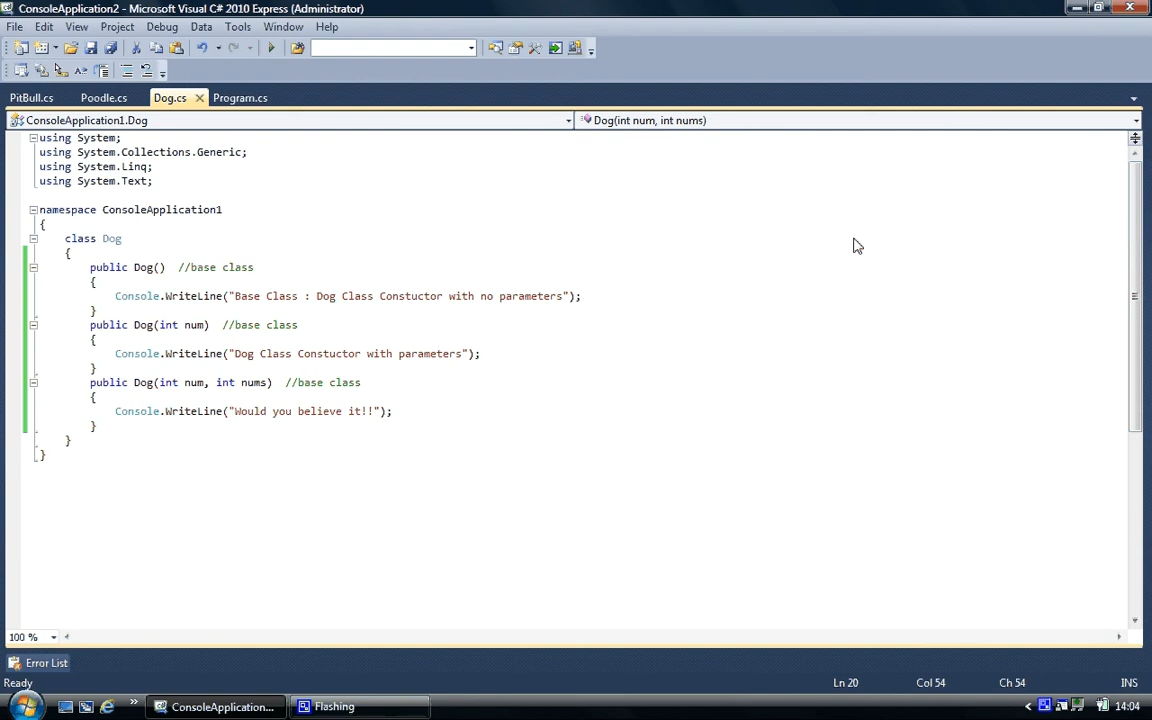 ConsoleApplication2 - Microsoft Visual C# 2010 Express (Administrator)
File Edit View Project Debug Data Tools Window Help
PitBull.cs Poodle.cs Dog.cs Program.cs
ConsoleApplication1.Dog Dog(int num, int nums)
using System;
using System.Collections.Generic;
using System.Linq;
using System.Text;
namespace ConsoleApplication1
{
class Dog
{
public Dog() //base class
{
Console.WriteLine("Base Class : Dog Class Constuctor with no parameters");
}
public Dog(int num) //base class
{
Console.WriteLine("Dog Class Constuctor with parameters");
}
public Dog(int num, int nums) //base class
{
Console.WriteLine("Would you believe it!!");
}
}
}
100 %
Error List
Ready Ln 20 Col 54 Ch 54 INS
ConsoleApplication... Flashing 14:04